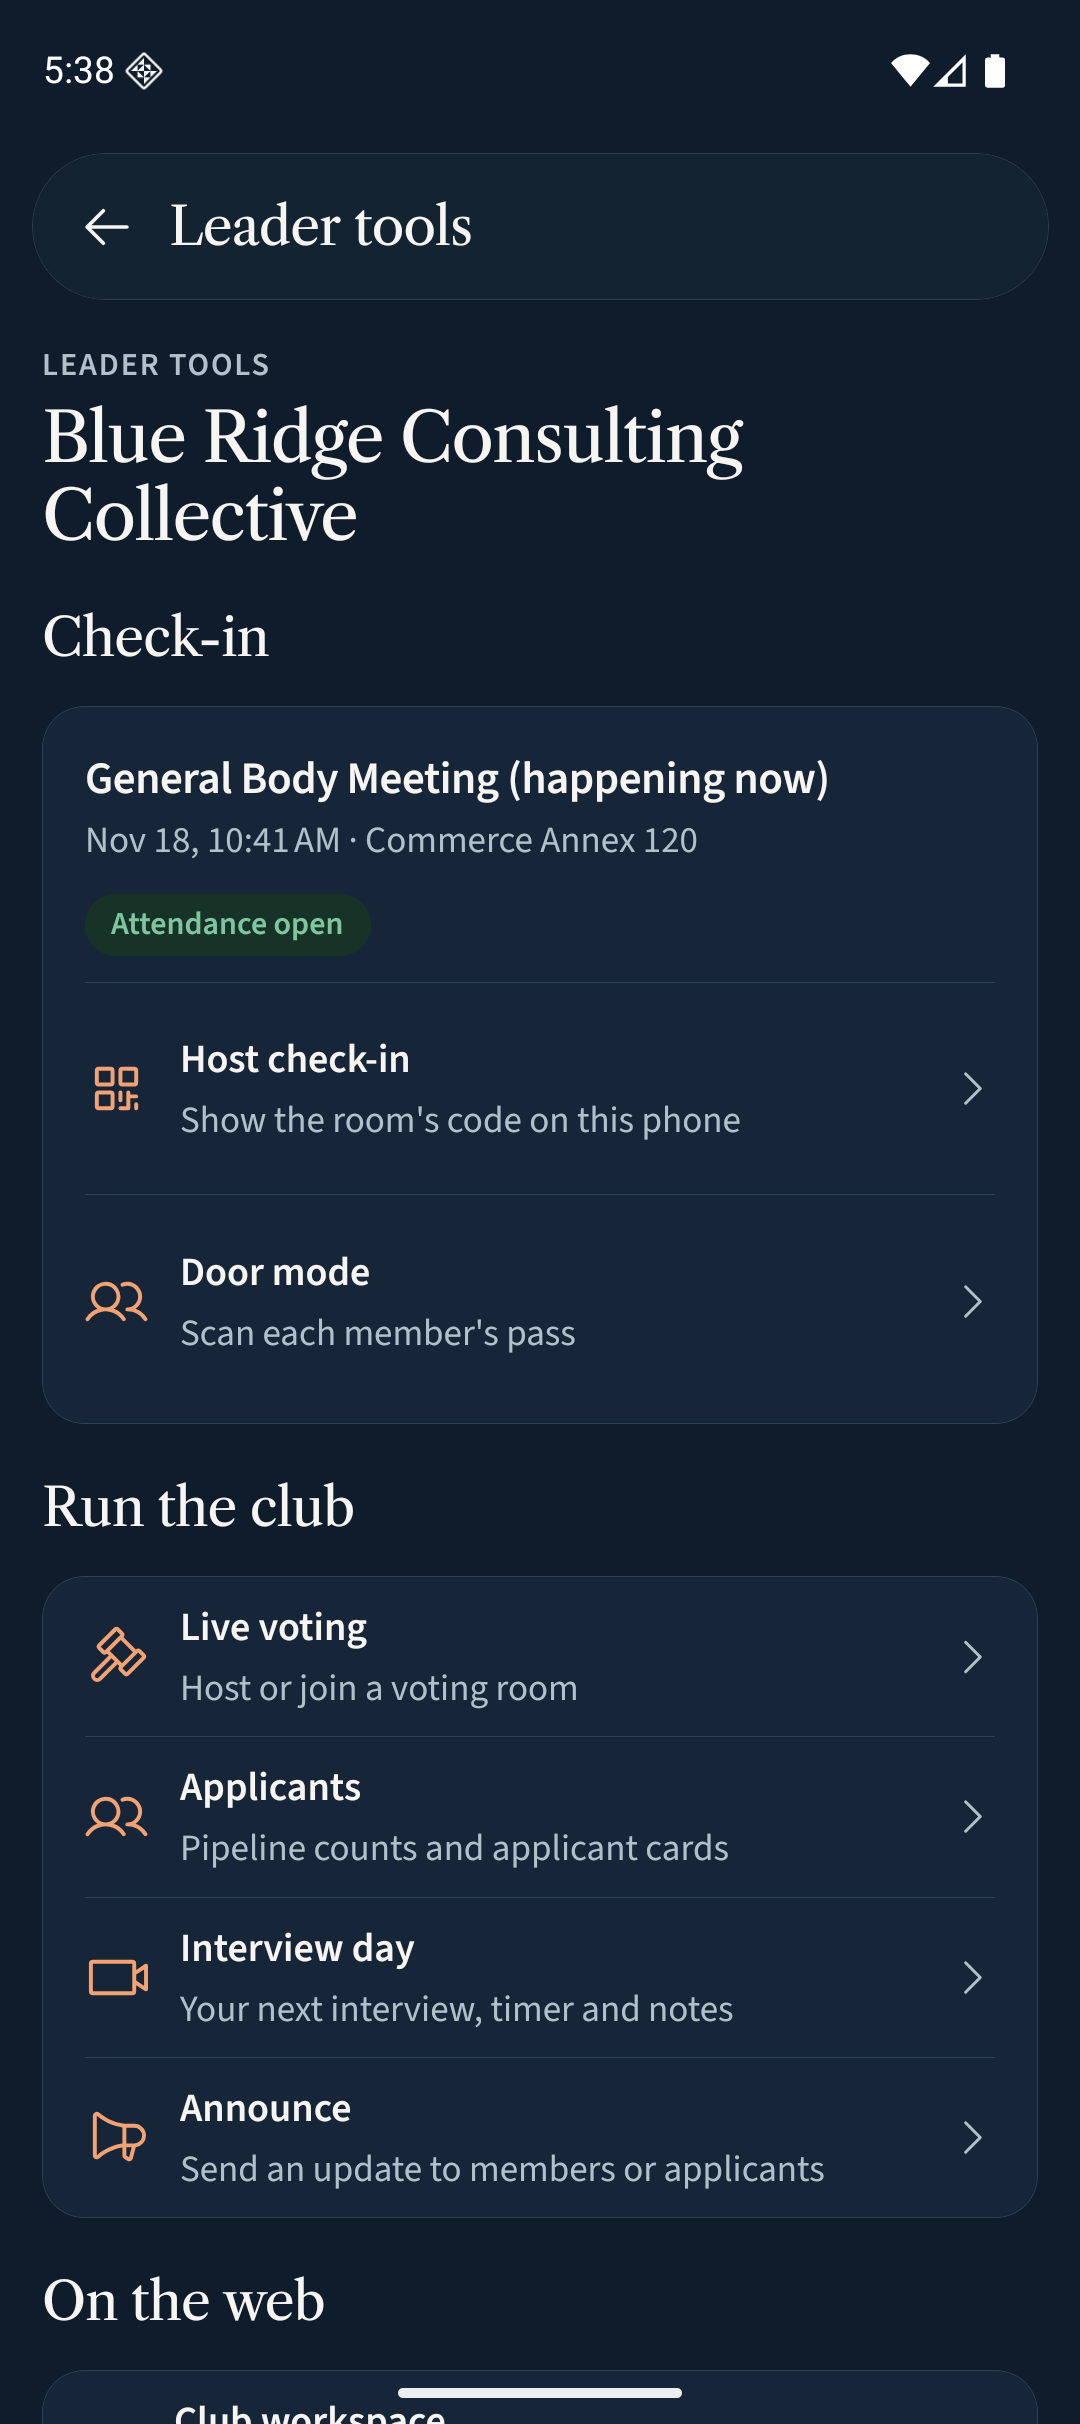 5:38
Leader tools
LEADER TOOLS
Blue Ridge Consulting
Collective
Check-in
General Body Meeting (happening now)
Nov 18, 10:41 AM · Commerce Annex 120
Attendance open
Host check-in
Show the room's code on this phone
Door mode
Scan each member's pass
Run the club
Live voting
Host or join a voting room
Applicants
Pipeline counts and applicant cards
Interview day
Your next interview, timer and notes
Announce
Send an update to members or applicants
On the web
Club workspace